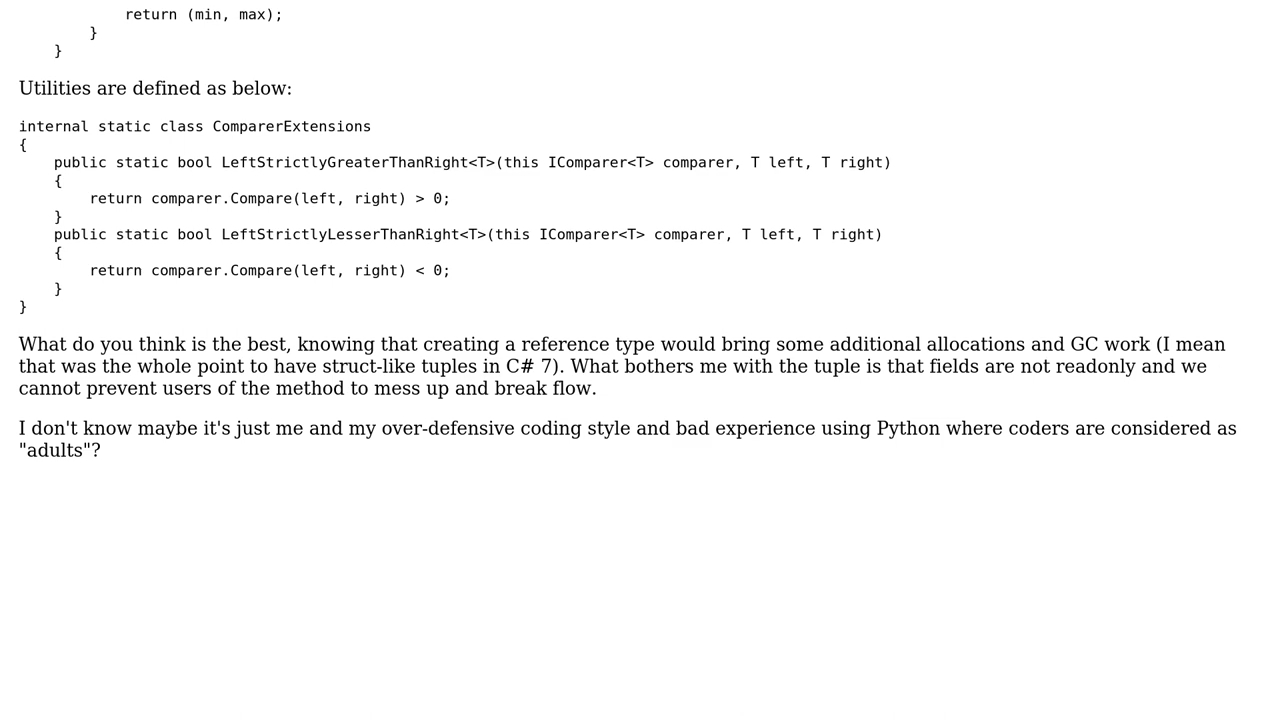 return (min, max);
        }
    }
Utilities are defined as below:
internal static class ComparerExtensions
{
    public static bool LeftStrictlyGreaterThanRight<T>(this IComparer<T> comparer, T left, T right)
    {
        return comparer.Compare(left, right) > 0;
    }
    public static bool LeftStrictlyLesserThanRight<T>(this IComparer<T> comparer, T left, T right)
    {
        return comparer.Compare(left, right) < 0;
    }
}
What do you think is the best, knowing that creating a reference type would bring some additional allocations and GC work (I mean
that was the whole point to have struct-like tuples in C# 7). What bothers me with the tuple is that fields are not readonly and we
cannot prevent users of the method to mess up and break flow.
I don't know maybe it's just me and my over-defensive coding style and bad experience using Python where coders are considered as
"adults"?